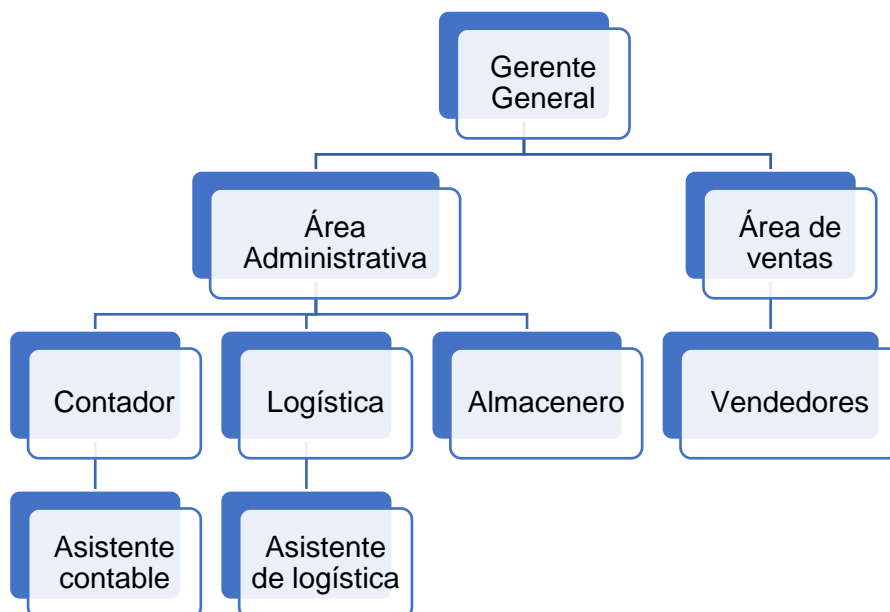 Gerente
General
Área
Administrativa
Área de
ventas
Contador
Logística
Almacenero
Vendedores
Asistente
contable
Asistente
de logística